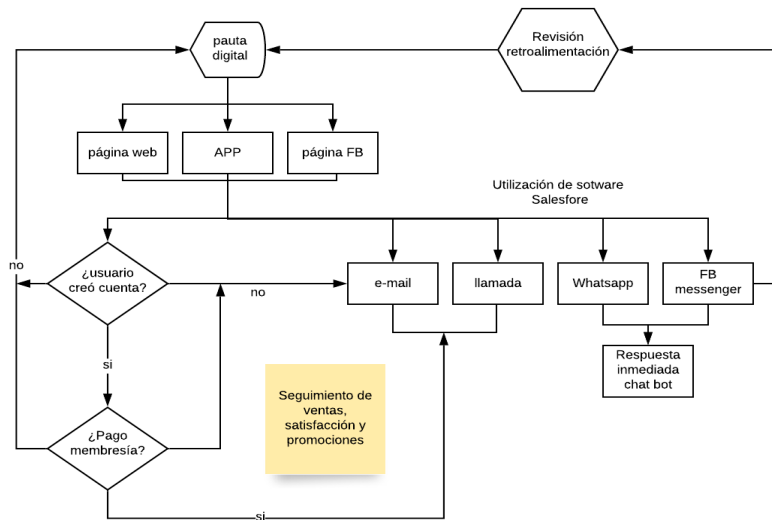 pauta
digital
Revisión
retroalimentación
página web
APP
página FB
Utilización de sotware
Salesfore
no
¿usuario
creó cuenta?
no
e-mail
llamada
Whatsapp
FB
messenger
si
Respuesta
inmediada
chat bot
Seguimiento de
ventas,
satisfacción y
promociones
¿Pago
membresía?
si